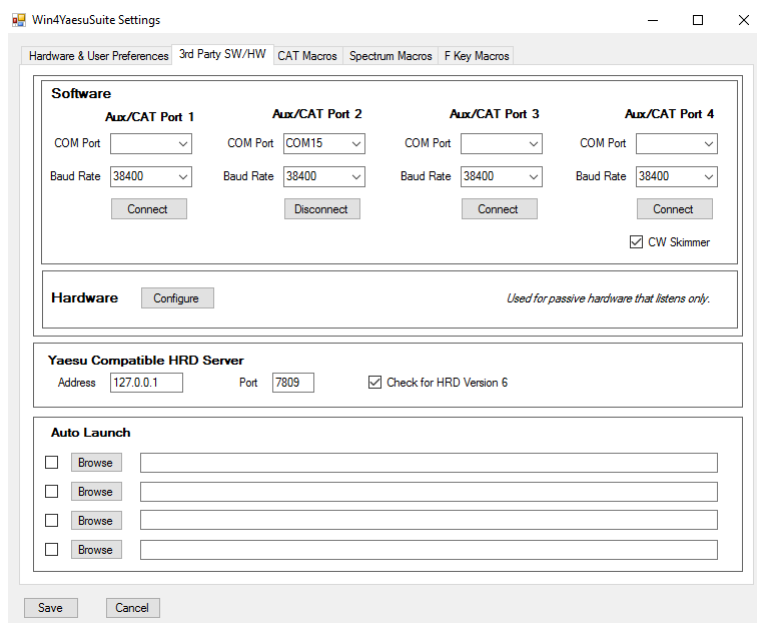 Win4YaesuSuite Settings
Hardware & User Preferences 3rd Party SW/HW CAT Macros Spectrum Macros F Key Macros
Software
Aux/CAT Port 1 Aux/CAT Port 2 Aux/CAT Port 3 Aux/CAT Port 4
COM Port COM Port COM15 COM Port COM Port
Baud Rate 38400 Baud Rate 38400 Baud Rate 38400 Baud Rate 38400
Connect Disconnect Connect Connect
CW Skimmer
Hardware Configure Used for passive hardware that listens only.
Yaesu Compatible HRD Server
Address 127.0.0.1 Port 7809 Check for HRD Version 6
Auto Launch
Browse
Browse
Browse
Browse
Save Cancel